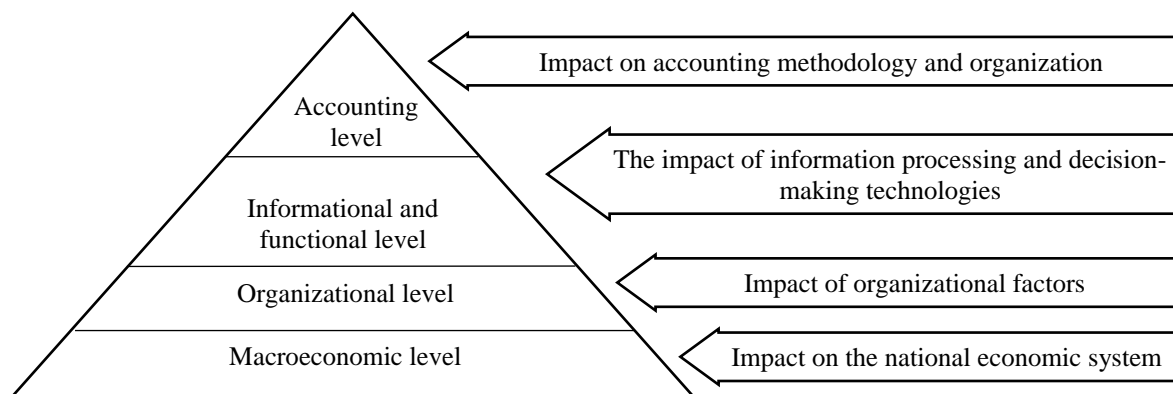 Impact on accounting methodology and organization
Accounting
level
The impact of information processing and decision-
making technologies
Informational and
functional level
Impact of organizational factors
Organizational level
Macroeconomic level
Impact on the national economic system